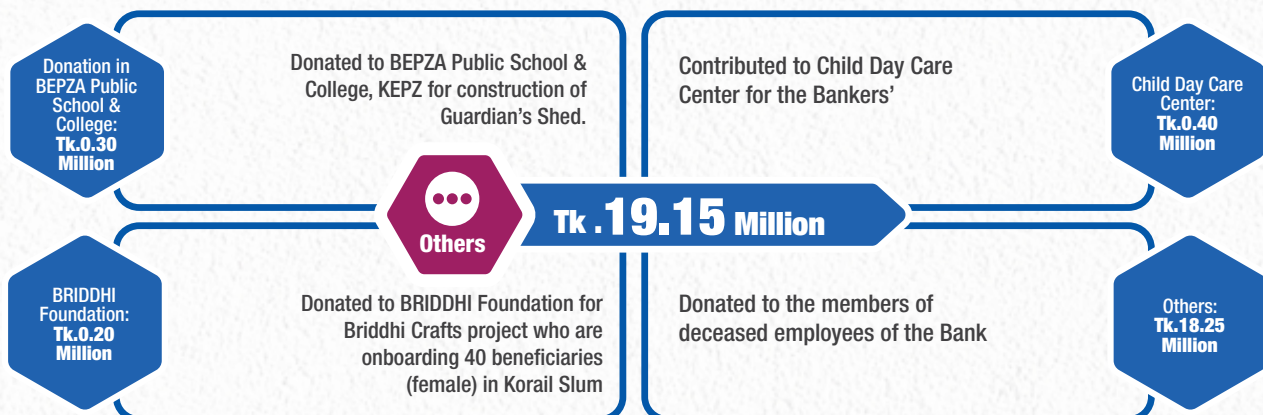 Donation in
BEPZA Public
School &
College:
Tk.0.30
Million
Donated to BEPZA Public School &
College, KEPZ for construction of
Guardian's Shed.
Contributed to Child Day Care
Center for the Bankers'
Child Day Care
Center:
Tk.0.40
Million
Others
Tk .19.15 Million
BRIDDHI
Foundation:
Tk.0.20
Million
Donated to BRIDDHI Foundation for
Briddhi Crafts project who are
onboarding 40 beneficiaries
(female) in Korail Slum
Donated to the members of
deceased employees of the Bank
Others:
Tk.18.25
Million